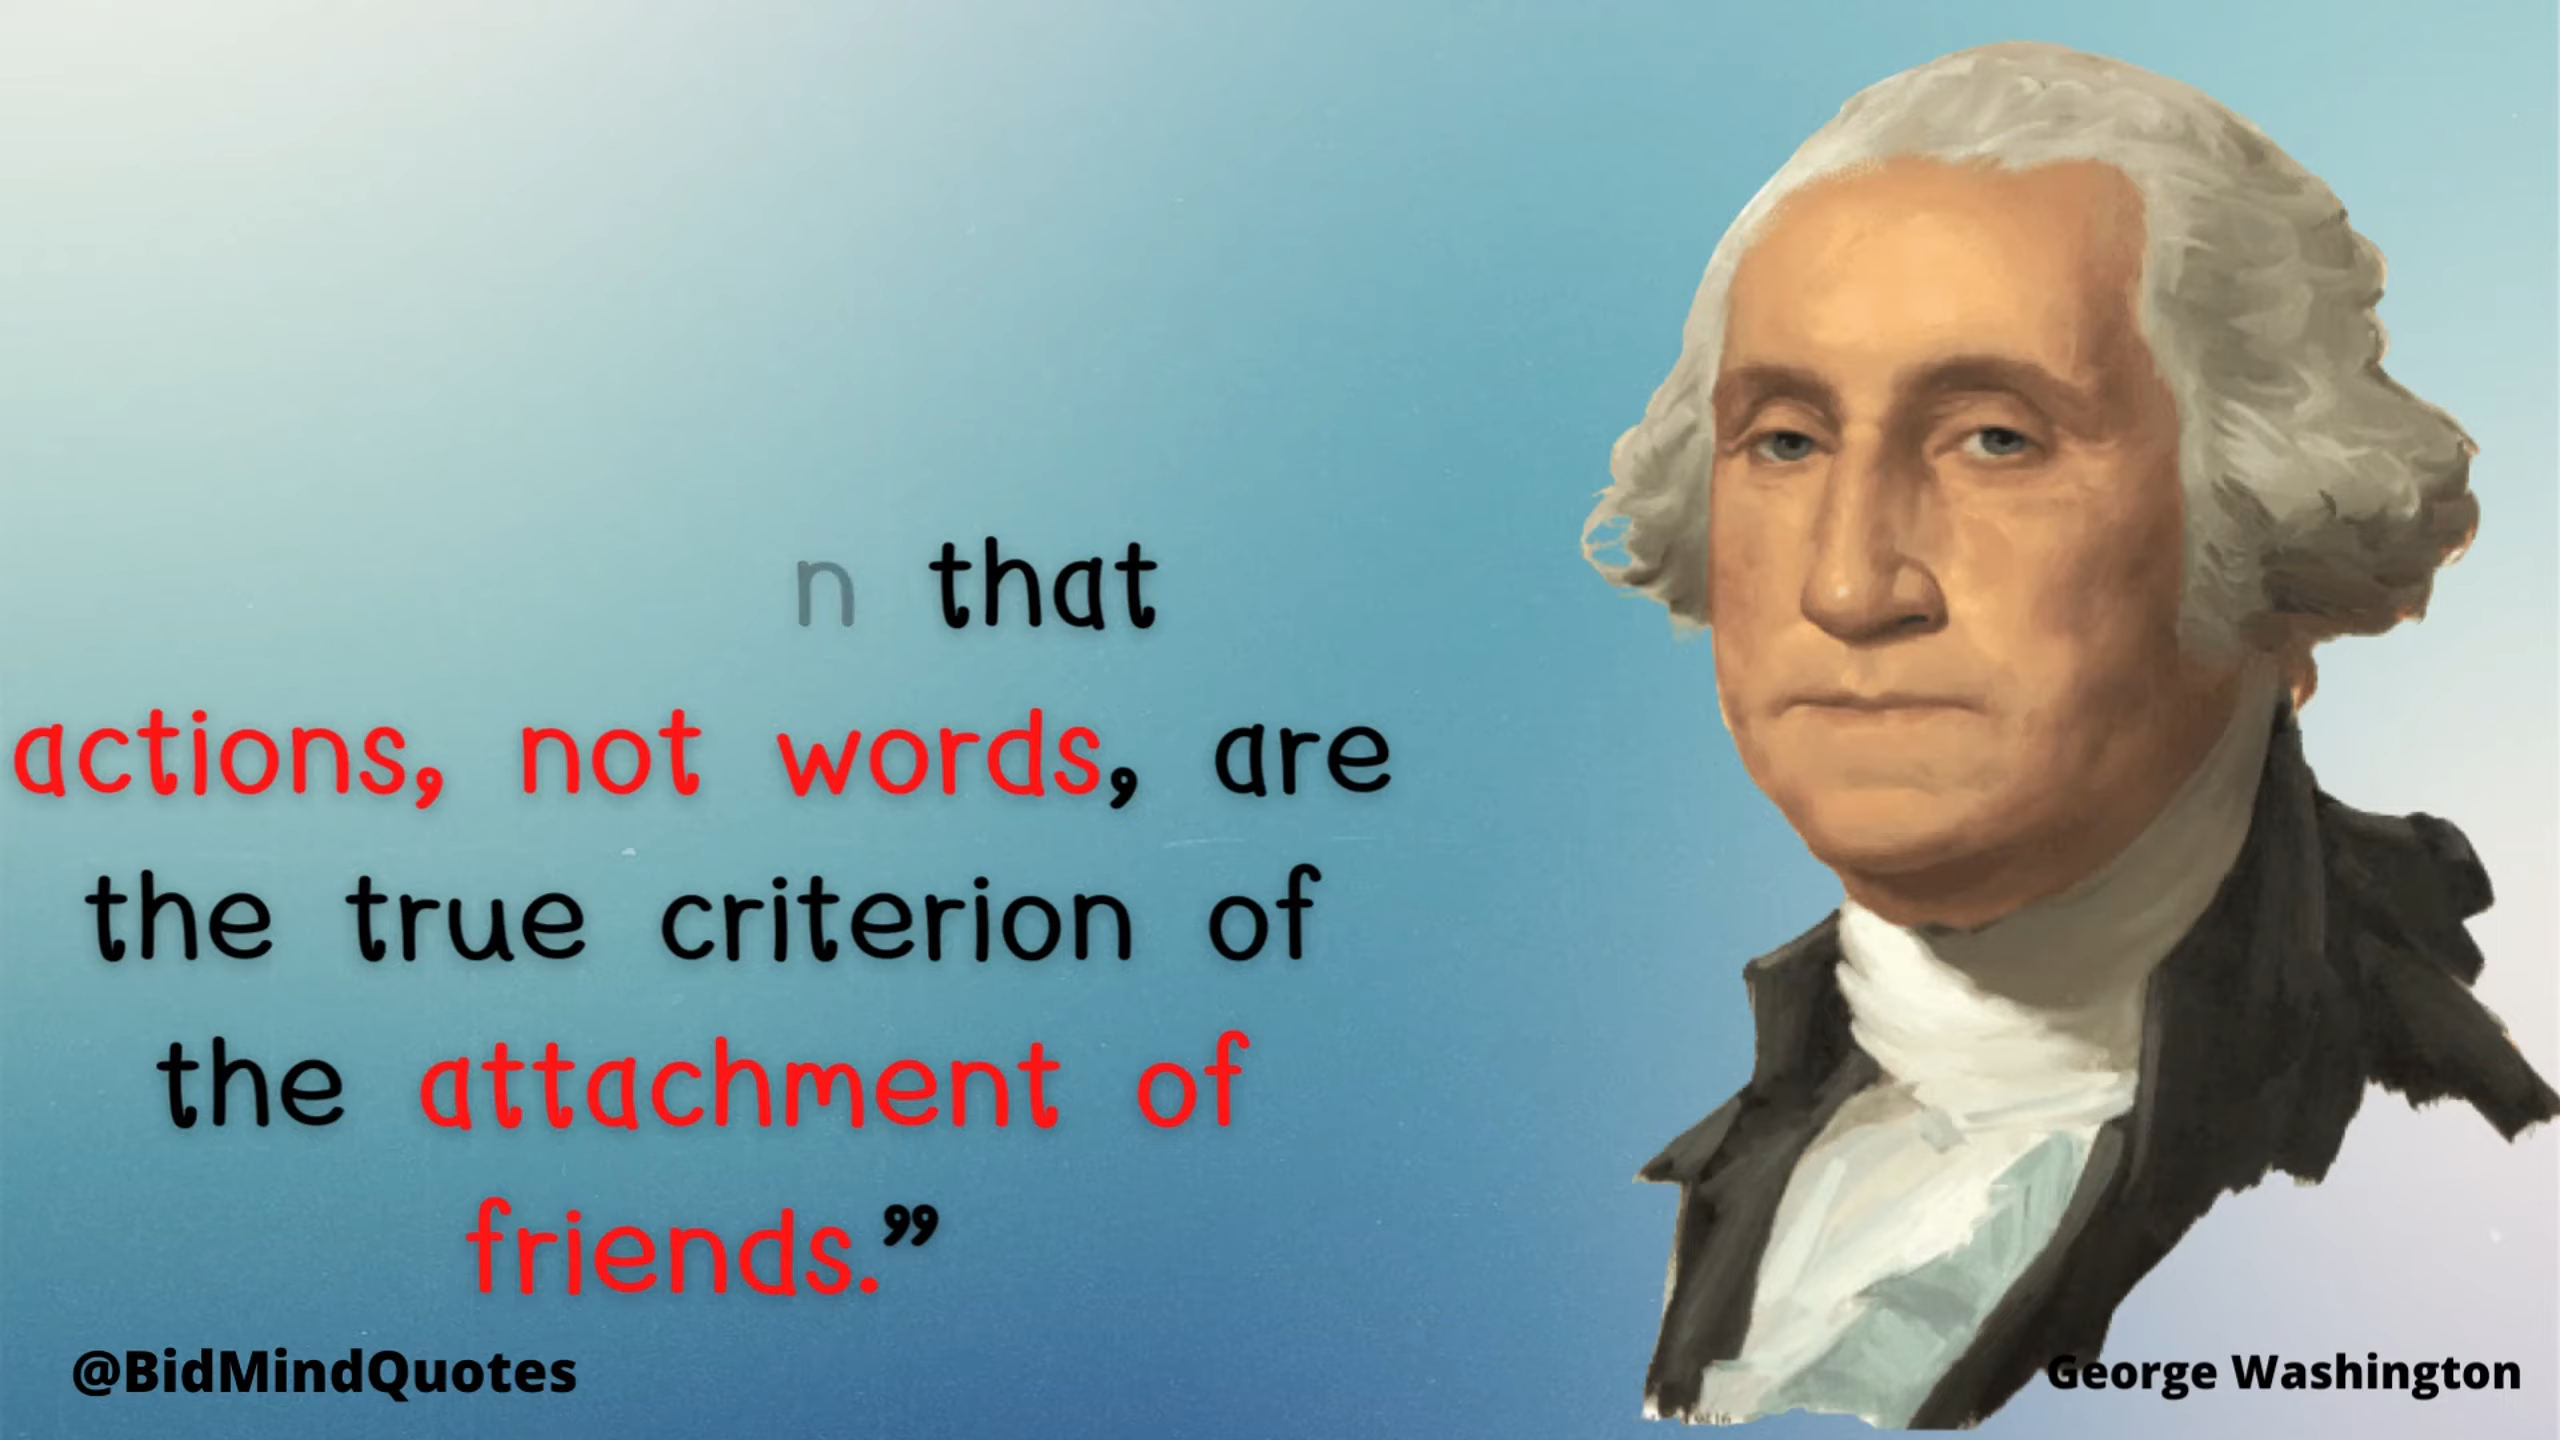 n that
actions, not words, are
the true criterion of
the attachment of
friends.”
@BidMindQuotes
George Washington